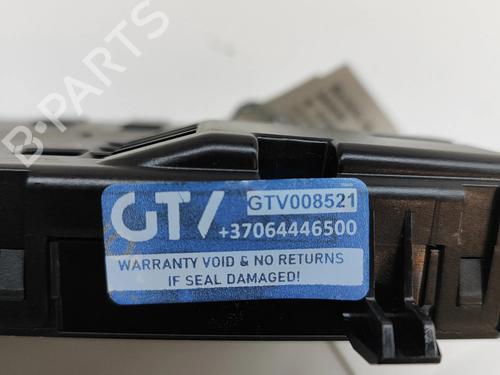 B-PARTS
GTV
GTV008521
+37064446500
WARRANTY VOID & NO RETURNS
IF SEAL DAMAGED!